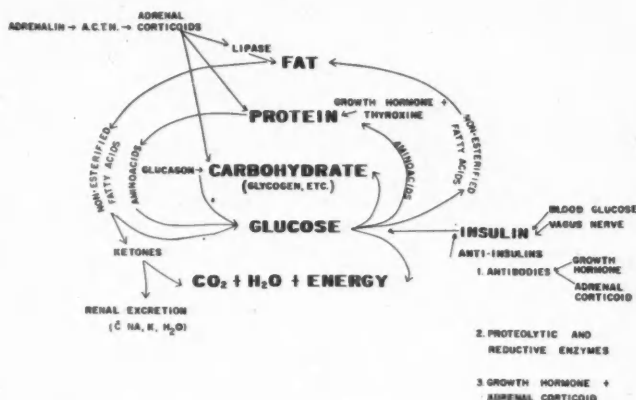 ADRENALIN → A.C.T.H. → ADRENAL CORTICOIDS
LIPASE
FAT
PROTEIN
GROWTH HORMONE +
THYROXINE
NON-ESTERIFIED
FATTY ACIDS
AMINOACIDS
AMINOACIDS
NON-ESTERIFIED
FATTY ACIDS
GLUCASON → CARBOHYDRATE
(GLYCOGEN, ETC.)
GLUCOSE
INSULIN
BLOOD GLUCOSE
VAGUS NERVE
KETONES
ANTI-INSULINS
CO₂ + H₂O + ENERGY
1. ANTIBODIES
GROWTH
HORMONE
ADRENAL
CORTICOID
RENAL EXCRETION
(C̄ NA, K, H₂O)
2. PROTEOLYTIC AND
REDUCTIVE ENZYMES
3. GROWTH HORMONE +
ADRENAL CORTICOID